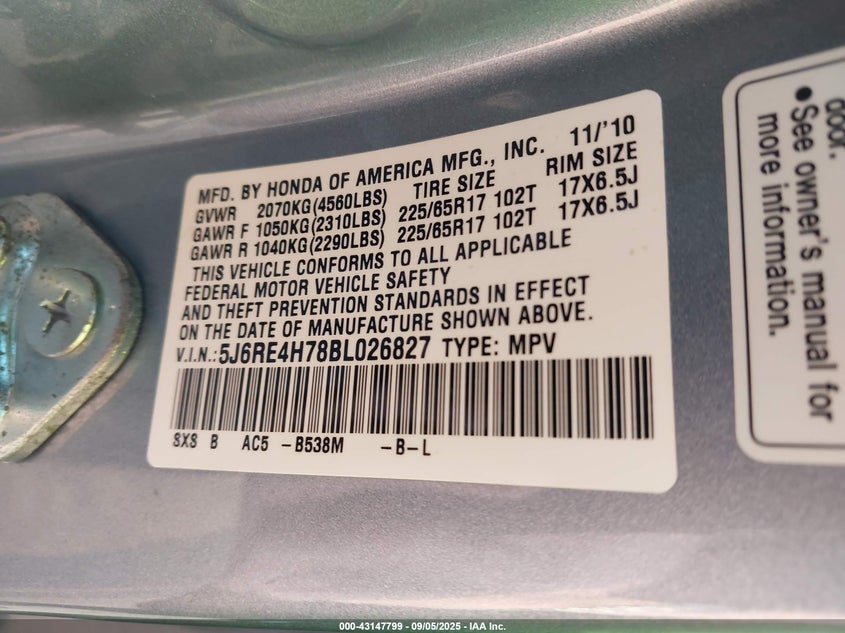 MFD. BY HONDA OF AMERICA MFG., INC. 11/'10
GVWR 2070KG(4560LBS) TIRE SIZE RIM SIZE
GAWR F 1050KG(2310LBS) 225/65R17 102T 17X6.5J
GAWR R 1040KG(2290LBS) 225/65R17 102T 17X6.5J
THIS VEHICLE CONFORMS TO ALL APPLICABLE
FEDERAL MOTOR VEHICLE SAFETY
AND THEFT PREVENTION STANDARDS IN EFFECT
ON THE DATE OF MANUFACTURE SHOWN ABOVE.
V.I.N.:5J6RE4H78BL026827 TYPE: MPV
SXS B AC5 -B538M -B-L
door.
●See owner's manual for
more information.
000-43147799 - 09/05/2025 - IAA Inc.